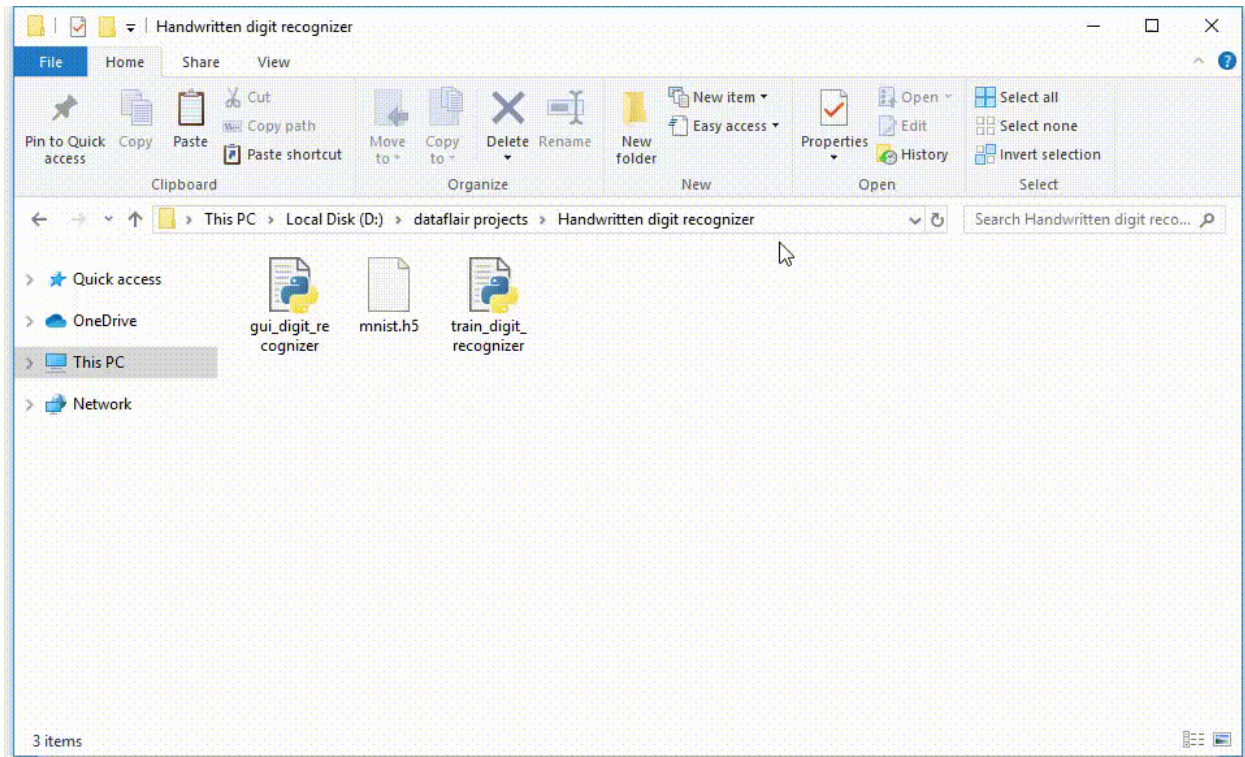 Handwritten digit recognizer
File Home Share View
Pin to Quick access
Copy
Paste
Cut
Copy path
Paste shortcut
Clipboard
Move to
Copy to
Delete
Rename
Organize
New folder
New item
Easy access
New
Properties
Open
Edit
History
Open
Select all
Select none
Invert selection
Select
This PC > Local Disk (D:) > dataflair projects > Handwritten digit recognizer
Search Handwritten digit reco...
Quick access
OneDrive
This PC
Network
gui_digit_re
cognizer
mnist.h5
train_digit_
recognizer
3 items